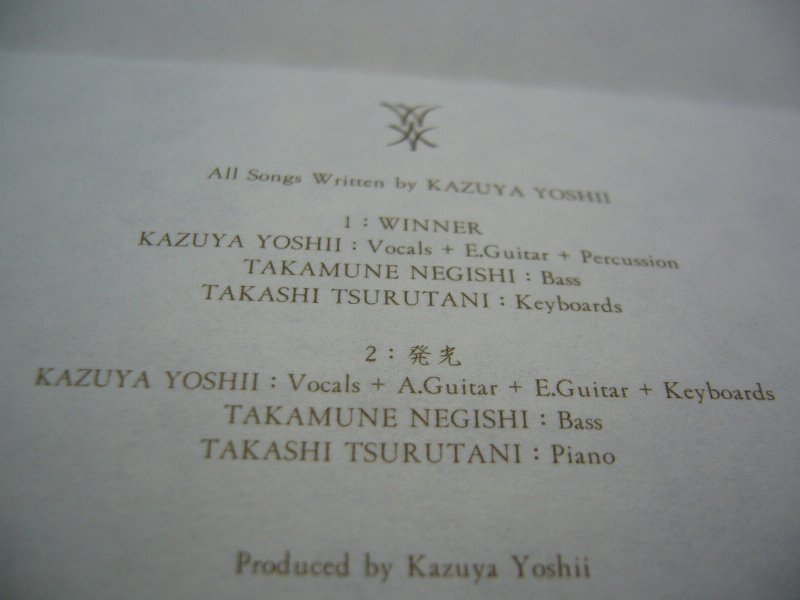 All Songs Written by KAZUYA YOSHII
1 : WINNER
KAZUYA YOSHII : Vocals + E.Guitar + Percussion
TAKAMUNE NEGISHI : Bass
TAKASHI TSURUTANI : Keyboards
2 : 発光
KAZUYA YOSHII : Vocals + A.Guitar + E.Guitar + Keyboards
TAKAMUNE NEGISHI : Bass
TAKASHI TSURUTANI : Piano
Produced by Kazuya Yoshii